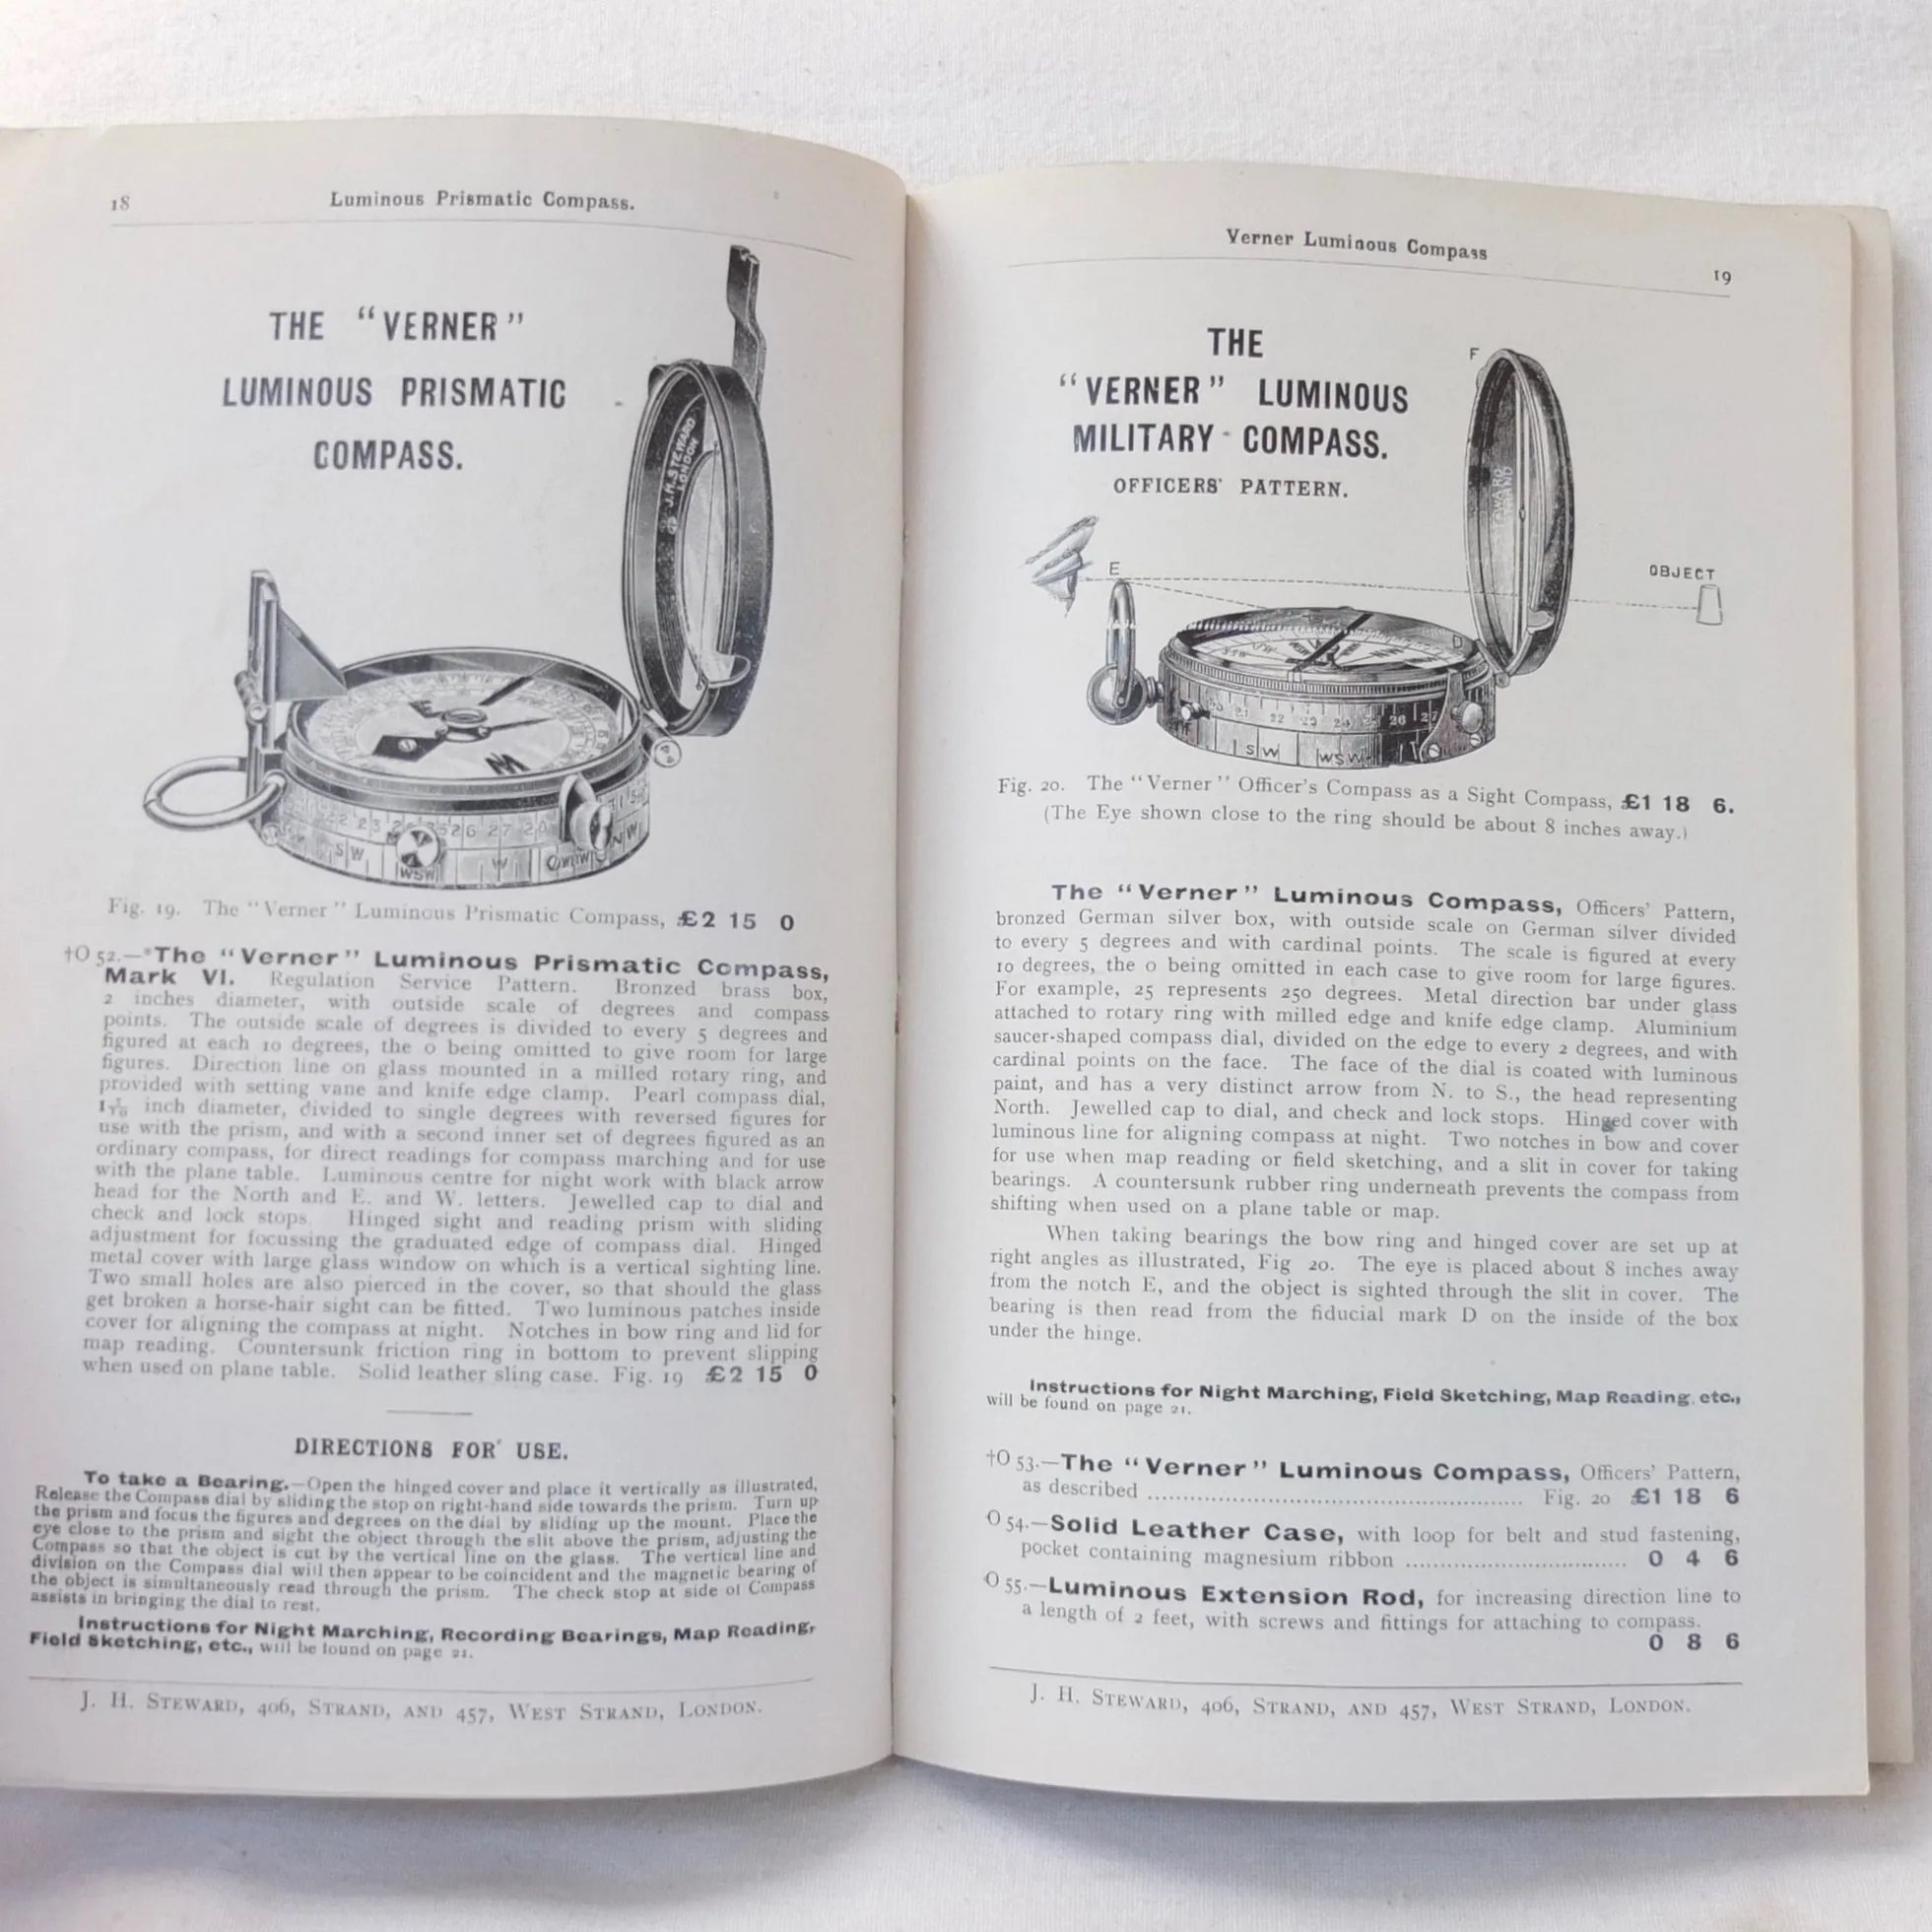 18
Luminous Prismatic Compass.
THE “VERNER”
LUMINOUS PRISMATIC
COMPASS.
J.H. STEWARD
LONDON
22 23 26 27
SW
WSW
W
NW
Fig. 19. The “Verner” Luminous Prismatic Compass, £2 15 0
†O 52.—*The “Verner” Luminous Prismatic Compass,
Mark VI. Regulation Service Pattern. Bronzed brass box,
2 inches diameter, with outside scale of degrees and compass
points. The outside scale of degrees is divided to every 5 degrees and
figured at each 10 degrees, the 0 being omitted to give room for large
figures. Direction line on glass mounted in a milled rotary ring, and
provided with setting vane and knife edge clamp. Pearl compass dial,
inch diameter, divided to single degrees with reversed figures for
use with the prism, and with a second inner set of degrees figured as an
ordinary compass, for direct readings for compass marching and for use
with the plane table. Luminous centre for night work with black arrow
head for the North and E. and W. letters. Jewelled cap to dial and
check and lock stops. Hinged sight and reading prism with sliding
adjustment for focussing the graduated edge of compass dial. Hinged
metal cover with large glass window on which is a vertical sighting line.
Two small holes are also pierced in the cover, so that should the glass
get broken a horse-hair sight can be fitted. Two luminous patches inside
cover for aligning the compass at night. Notches in bow ring and lid for
map reading. Countersunk friction ring in bottom to prevent slipping
when used on plane table. Solid leather sling case. Fig. 19 £2 15 0
DIRECTIONS FOR USE.
To take a Bearing.—Open the hinged cover and place it vertically as illustrated,
Release the Compass dial by sliding the stop on right-hand side towards the prism. Turn up
the prism and focus the figures and degrees on the dial by sliding up the mount. Place the
eye close to the prism and sight the object through the slit above the prism, adjusting the
Compass so that the object is cut by the vertical line on the glass. The vertical line and
division on the Compass dial will then appear to be coincident and the magnetic bearing of
the object is simultaneously read through the prism. The check stop at side of Compass
assists in bringing the dial to rest.
Instructions for Night Marching, Recording Bearings, Map Reading,
Field Sketching, etc., will be found on page 21.
J. H. STEWARD, 406, STRAND, AND 457, WEST STRAND, LONDON.
Verner Luminous Compass
19
THE
“VERNER” LUMINOUS
MILITARY COMPASS.
OFFICERS' PATTERN.
F
E
OBJECT
D
21 22 23 24 26 27
SW
WSW
Fig. 20. The “Verner” Officer's Compass as a Sight Compass, £1 18 6.
(The Eye shown close to the ring should be about 8 inches away.)
The “Verner” Luminous Compass, Officers' Pattern,
bronzed German silver box, with outside scale on German silver divided
to every 5 degrees and with cardinal points. The scale is figured at every
10 degrees, the 0 being omitted in each case to give room for large figures.
For example, 25 represents 250 degrees. Metal direction bar under glass
attached to rotary ring with milled edge and knife edge clamp. Aluminium
saucer-shaped compass dial, divided on the edge to every 2 degrees, and with
cardinal points on the face. The face of the dial is coated with luminous
paint, and has a very distinct arrow from N. to S., the head representing
North. Jewelled cap to dial, and check and lock stops. Hinged cover with
luminous line for aligning compass at night. Two notches in bow and cover
for use when map reading or field sketching, and a slit in cover for taking
bearings. A countersunk rubber ring underneath prevents the compass from
shifting when used on a plane table or map.
When taking bearings the bow ring and hinged cover are set up at
right angles as illustrated, Fig 20. The eye is placed about 8 inches away
from the notch E, and the object is sighted through the slit in cover. The
bearing is then read from the fiducial mark D on the inside of the box
under the hinge.
Instructions for Night Marching, Field Sketching, Map Reading, etc.,
will be found on page 21.
†O 53.—The “Verner” Luminous Compass, Officers' Pattern,
as described ........ Fig. 20 £1 18 6
O 54.—Solid Leather Case, with loop for belt and stud fastening,
pocket containing magnesium ribbon ........ 0 4 6
O 55.—Luminous Extension Rod, for increasing direction line to
a length of 2 feet, with screws and fittings for attaching to compass.
0 8 6
J. H. STEWARD, 406, STRAND, AND 457, WEST STRAND, LONDON.